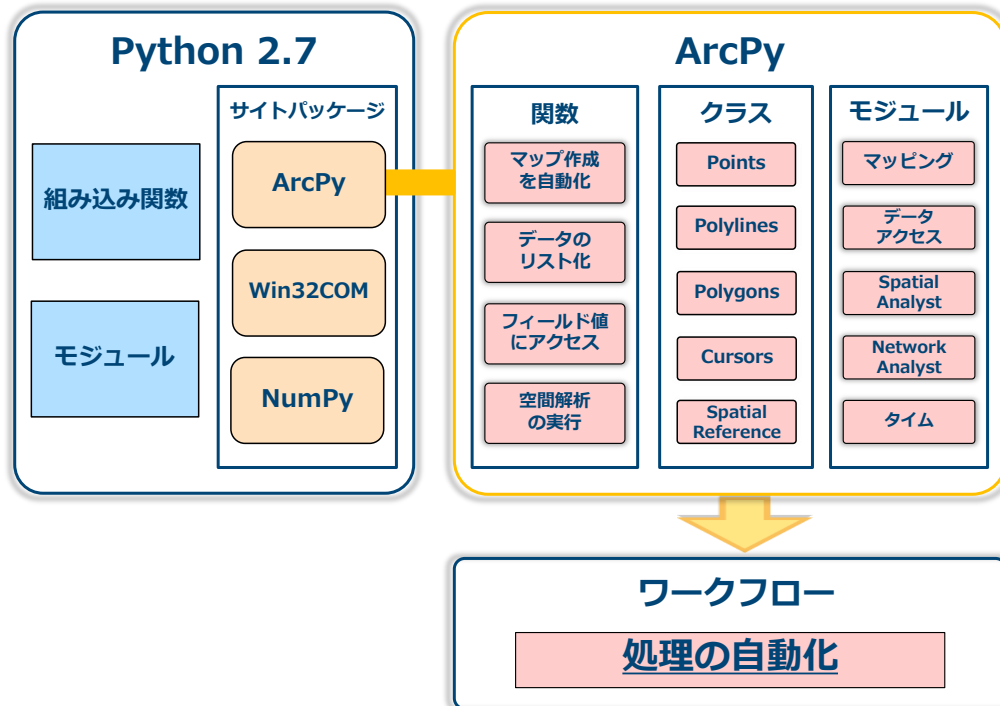 Python 2.7
組み込み関数
モジュール
サイトパッケージ
ArcPy
Win32COM
NumPy
ArcPy
関数
マップ作成
を自動化
データの
リスト化
フィールド値
にアクセス
空間解析
の実行
クラス
Points
Polylines
Polygons
Cursors
Spatial
Reference
モジュール
マッピング
データ
アクセス
Spatial
Analyst
Network
Analyst
タイム
ワークフロー
処理の自動化